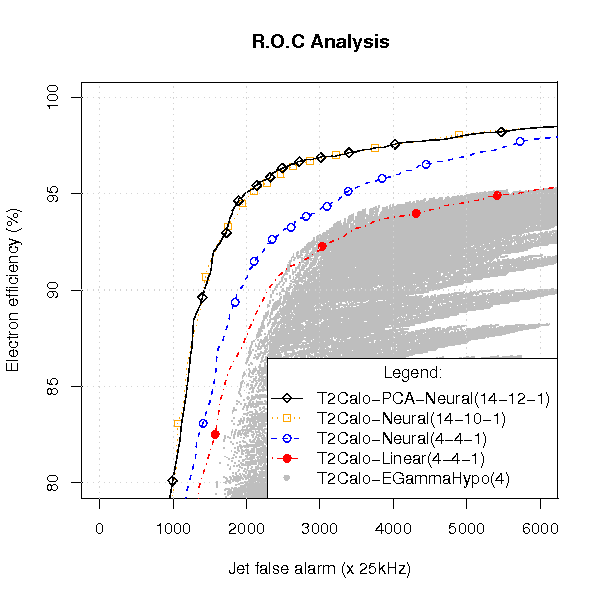 R.O.C Analysis
Electron efficiency (%)
100
95
90
85
80
Legend:
T2Calo−PCA−Neural(14−12−1)
T2Calo−Neural(14−10−1)
T2Calo−Neural(4−4−1)
T2Calo−Linear(4−4−1)
T2Calo−EGammaHypo(4)
0 1000 2000 3000 4000 5000 6000
Jet false alarm (x 25kHz)